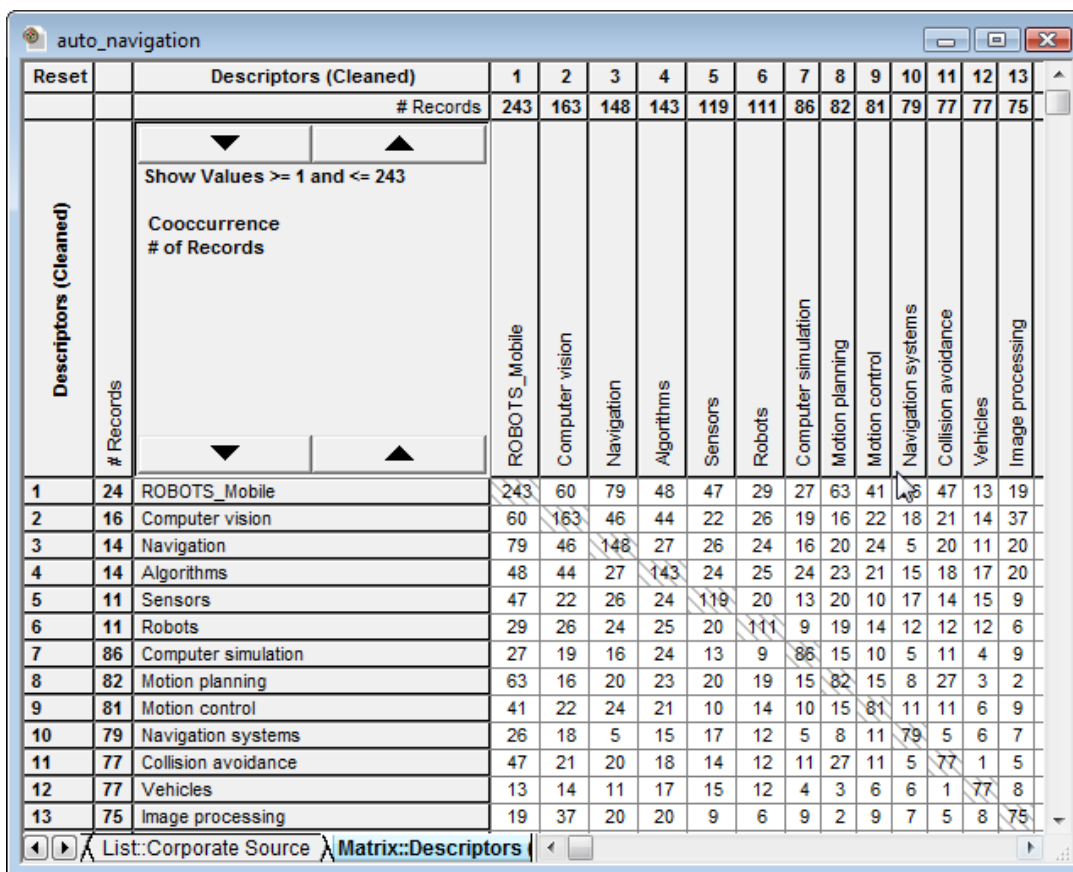 auto_navigation
Reset Descriptors (Cleaned) 1 2 3 4 5 6 7 8 9 10 11 12 13
# Records 243 163 148 143 119 111 86 82 81 79 77 77 75
Descriptors (Cleaned)
# Records
Show Values >= 1 and <= 243
Cooccurrence
# of Records
ROBOTS_Mobile
Computer vision
Navigation
Algorithms
Sensors
Robots
Computer simulation
Motion planning
Motion control
Navigation systems
Collision avoidance
Vehicles
Image processing
1 24 ROBOTS_Mobile 243 60 79 48 47 29 27 63 41 6 47 13 19
2 16 Computer vision 60 163 46 44 22 26 19 16 22 18 21 14 37
3 14 Navigation 79 46 148 27 26 24 16 20 24 5 20 11 20
4 14 Algorithms 48 44 27 143 24 25 24 23 21 15 18 17 20
5 11 Sensors 47 22 26 24 119 20 13 20 10 17 14 15 9
6 11 Robots 29 26 24 25 20 111 9 19 14 12 12 12 6
7 86 Computer simulation 27 19 16 24 13 9 86 15 10 5 11 4 9
8 82 Motion planning 63 16 20 23 20 19 15 82 15 8 27 3 2
9 81 Motion control 41 22 24 21 10 14 10 15 81 11 11 6 9
10 79 Navigation systems 26 18 5 15 17 12 5 8 11 79 5 6 7
11 77 Collision avoidance 47 21 20 18 14 12 11 27 11 5 77 1 5
12 77 Vehicles 13 14 11 17 15 12 4 3 6 6 1 77 8
13 75 Image processing 19 37 20 20 9 6 9 2 9 7 5 8 75
List::Corporate Source Matrix::Descriptors (